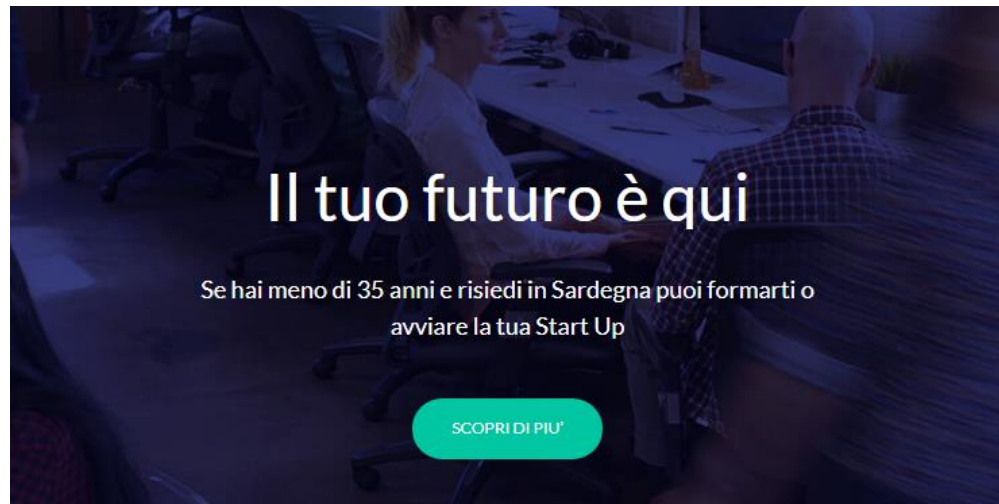 Il tuo futuro è qui
Se hai meno di 35 anni e risiedi in Sardegna puoi formarti o
avviare la tua Start Up
SCOPRI DI PIU'